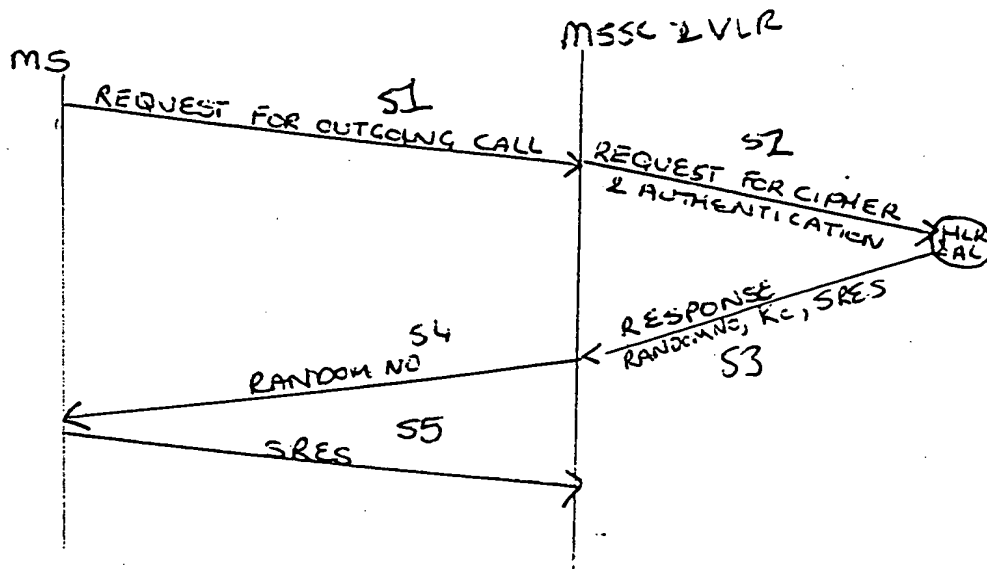 MS
MSSC & VLR
S1
REQUEST FOR OUTGOING CALL
S2
REQUEST FOR CIPHER
& AUTHENTICATION
HLR
RESPONSE
RANDOM NO, KC, SRES
S3
S4
RANDOM NO
S5
SRES